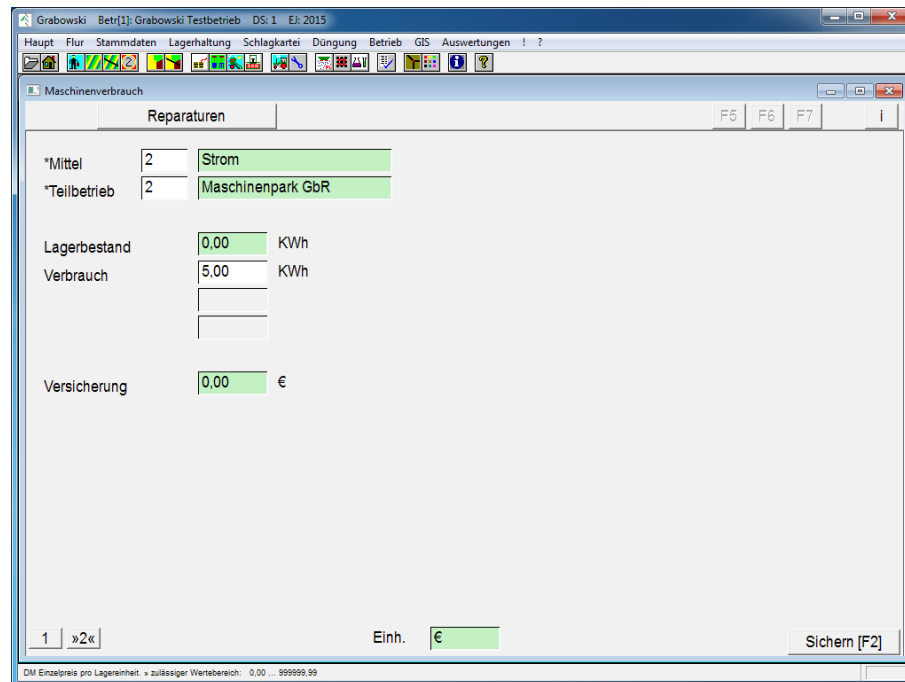 Grabowski Betr[1]: Grabowski Testbetrieb DS: 1 EJ: 2015
Haupt Flur Stammdaten Lagerhaltung Schlagkartei Düngung Betrieb GIS Auswertungen ! ?
Maschinenverbrauch
Reparaturen F5 F6 F7 i
*Mittel 2 Strom
*Teilbetrieb 2 Maschinenpark GbR
Lagerbestand 0,00 KWh
Verbrauch 5,00 KWh
Versicherung 0,00 €
1 »2« Einh. € Sichern [F2]
DM Einzelpreis pro Lagereinheit. » zulässiger Wertebereich: 0,00 ... 999999,99